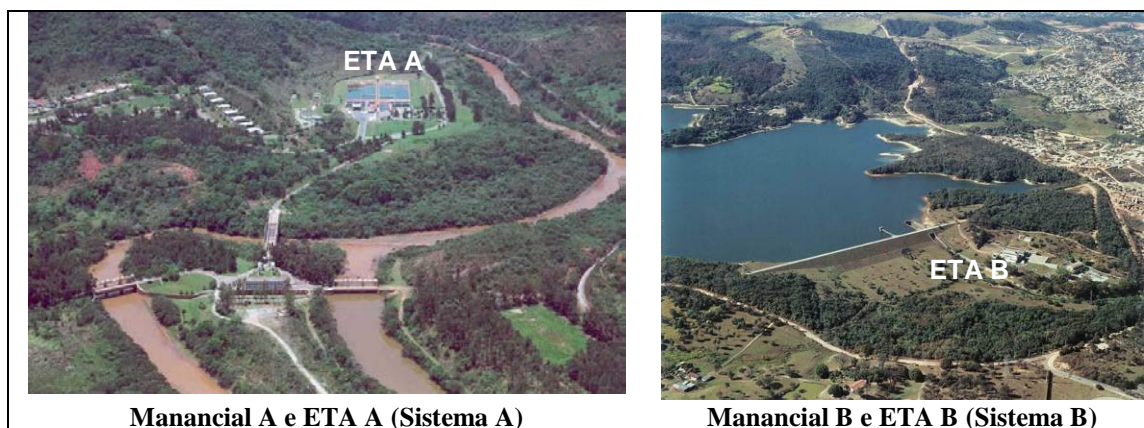 ETA A
ETA B
Manancial A e ETA A (Sistema A)
Manancial B e ETA B (Sistema B)